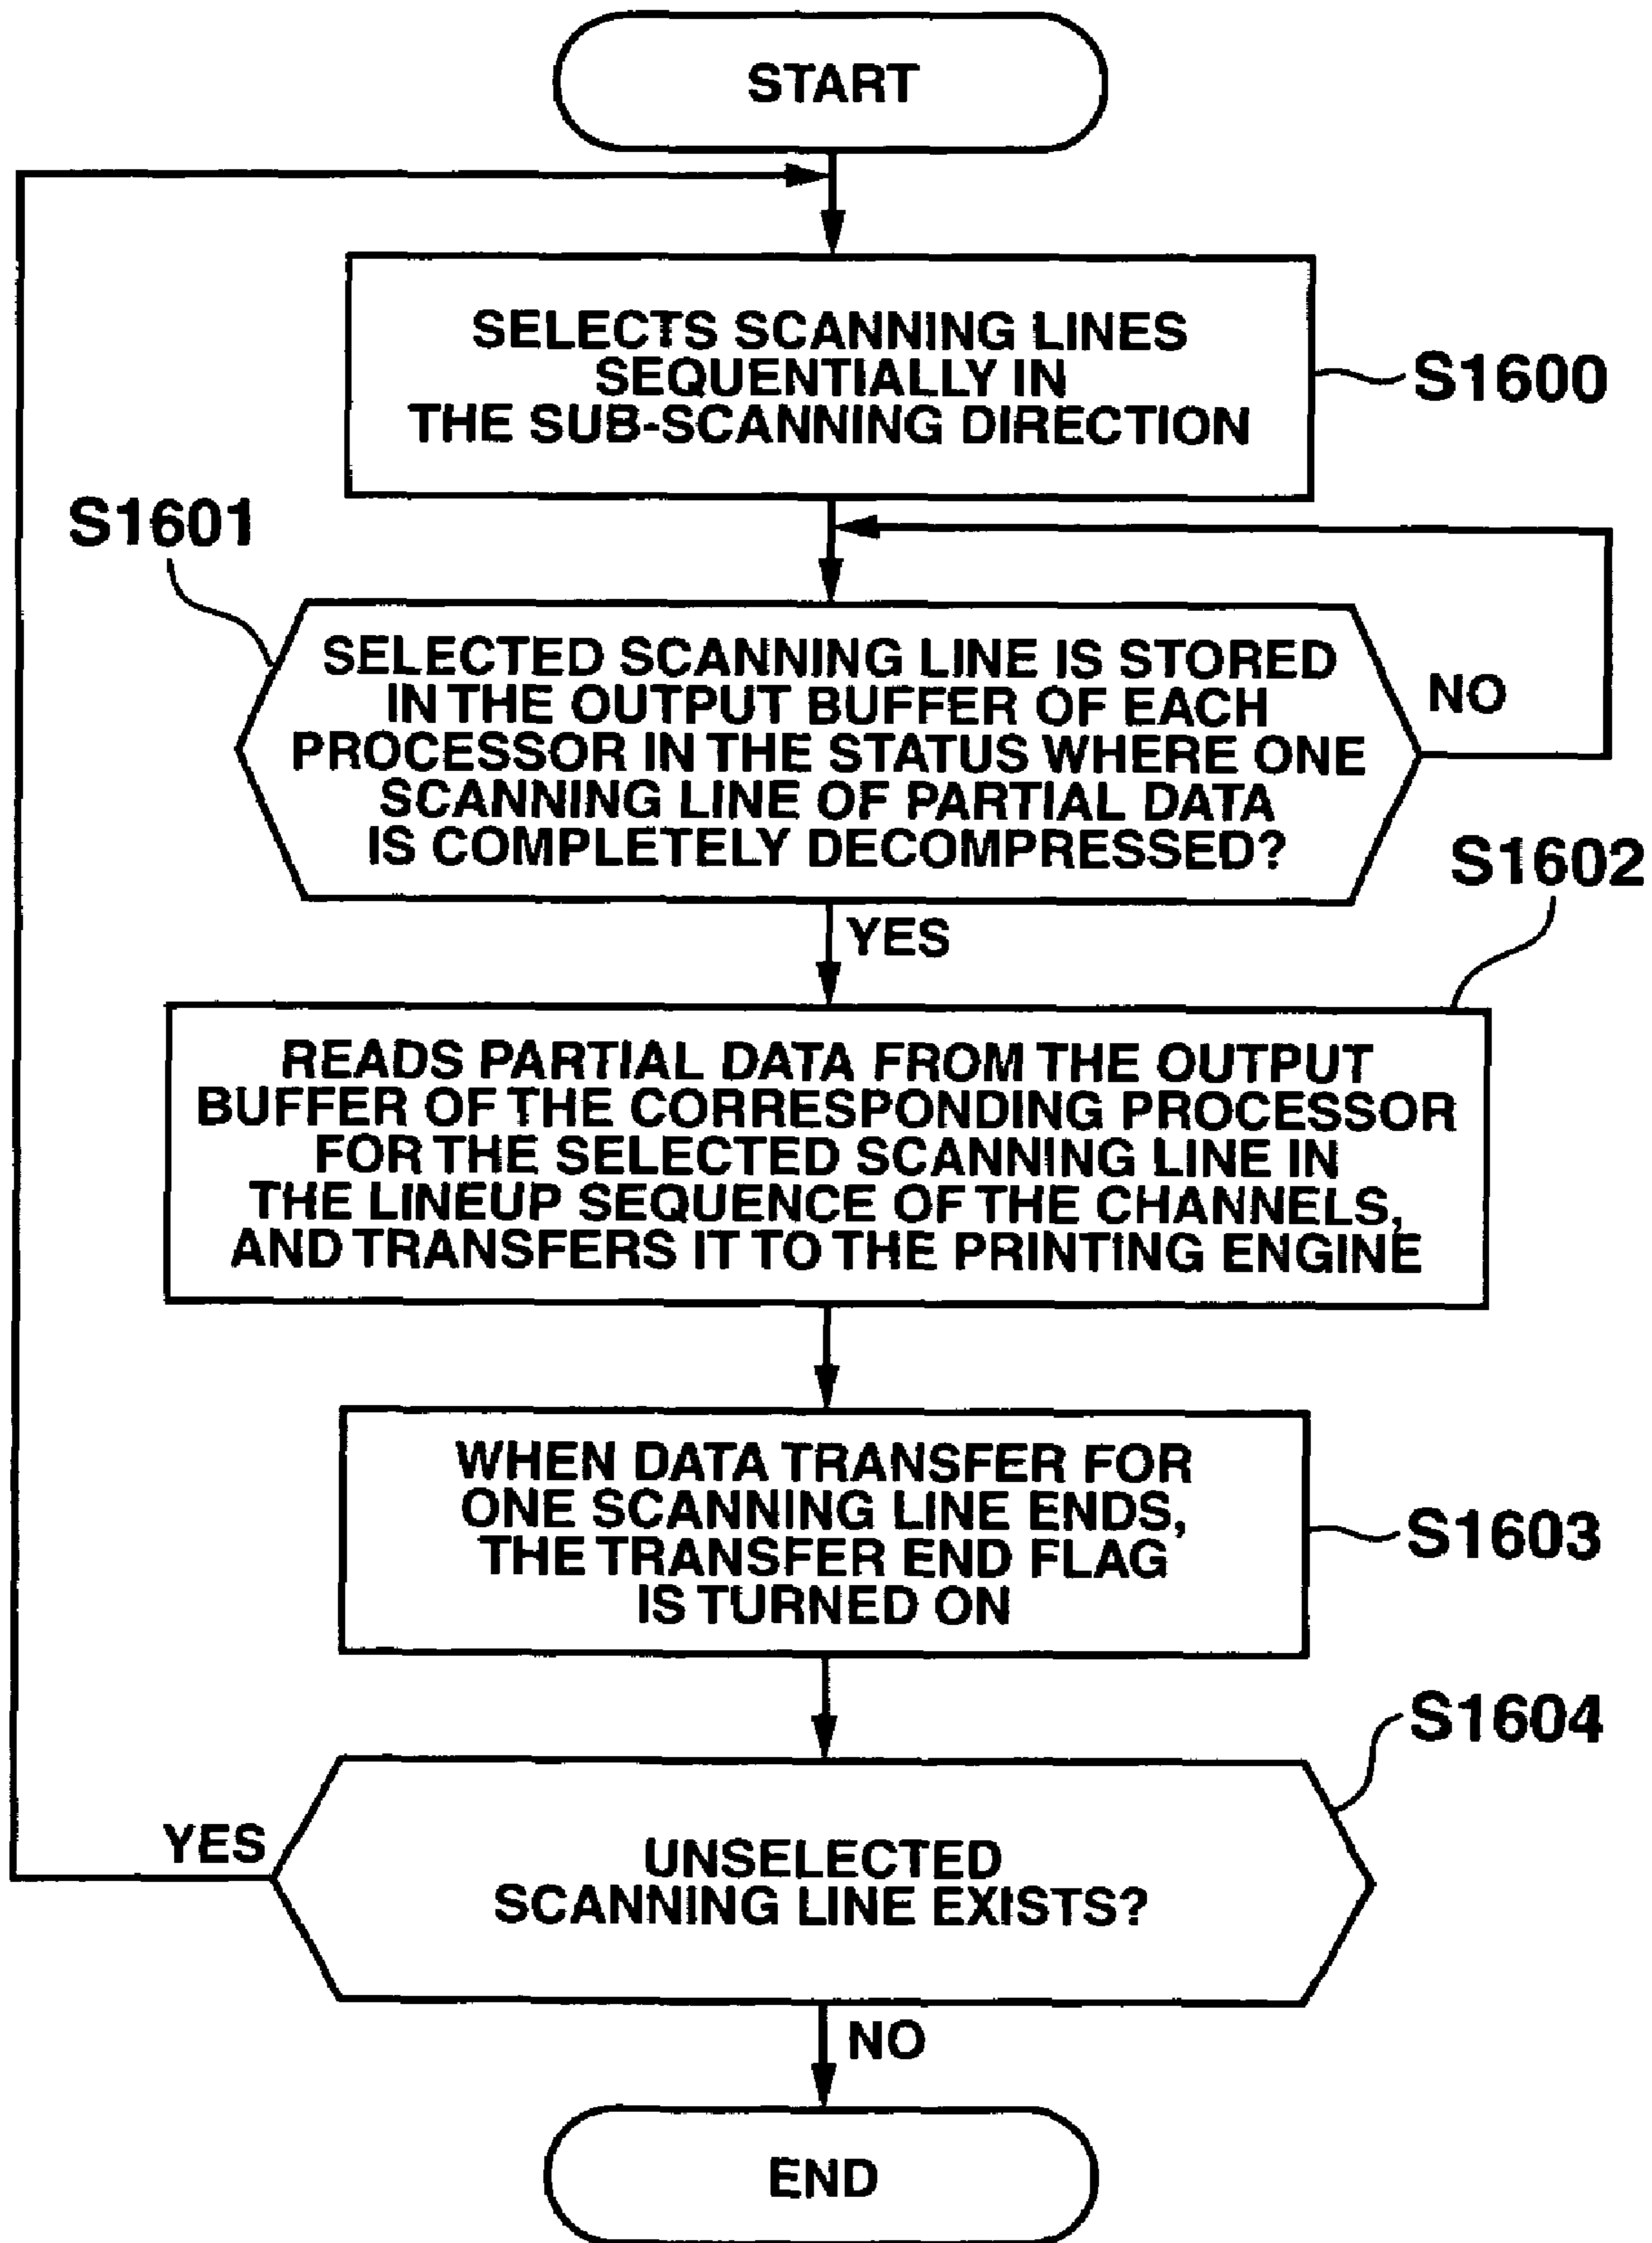 START
SELECTS SCANNING LINES
SEQUENTIALLY IN
THE SUB-SCANNING DIRECTION
S1600
S1601
SELECTED SCANNING LINE IS STORED
IN THE OUTPUT BUFFER OF EACH
PROCESSOR IN THE STATUS WHERE ONE
SCANNING LINE OF PARTIAL DATA
IS COMPLETELY DECOMPRESSED?
NO
YES
S1602
READS PARTIAL DATA FROM THE OUTPUT
BUFFER OF THE CORRESPONDING PROCESSOR
FOR THE SELECTED SCANNING LINE IN
THE LINEUP SEQUENCE OF THE CHANNELS,
AND TRANSFERS IT TO THE PRINTING ENGINE
WHEN DATA TRANSFER FOR
ONE SCANNING LINE ENDS,
THE TRANSFER END FLAG
IS TURNED ON
S1603
S1604
YES
UNSELECTED
SCANNING LINE EXISTS?
NO
END